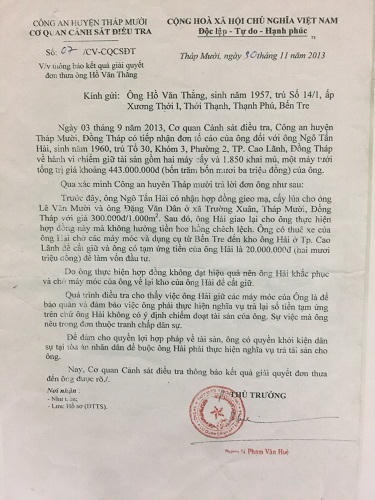 CÔNG AN HUYỆN THÁP MƯỜI
CƠ QUAN CẢNH SÁT ĐIỀU TRA
Số: 07 /CV-CQCSĐT
V/v thông báo kết quả giải quyết
đơn thưa ông Hồ Văn Thăng
CỘNG HOÀ XÃ HỘI CHỦ NGHĨA VIỆT NAM
Độc lập - Tự do - Hạnh phúc
Tháp Mười, ngày 30 tháng 11 năm 2013
Kính gửi: Ông Hồ Văn Thăng, sinh năm 1957, trú Số 14/1, ấp
Xương Thới I, Thới Thạnh, Thạnh Phú, Bến Tre
Ngày 03 tháng 9 năm 2013, Cơ quan Cảnh sát điều tra, Công an huyện
Tháp Mười, Đồng Tháp có tiếp nhận đơn tố cáo của ông đối với ông Ngô Tấn
Hải, sinh năm 1960, trú Tổ 30, Khóm 3, Phường 2, TP. Cao Lãnh, Đồng Tháp
về hành vi chiếm giữ tài sản gồm hai máy xấy và 1.850 khai mủ, một máy tưới
tổng trị giá khoảng 443.000.000đ (bốn trăm bốn mươi ba triệu đồng) của ông.
Qua xác minh Công an huyện Tháp Mười trả lời đơn ông như sau:
Trước đây, ông Ngô Tấn Hải có nhận hợp đồng gieo mạ, cấy lúa cho ông
Lê Văn Mười và ông Đặng Văn Dân ở xã Trường Xuân, Tháp Mười, Đồng
Tháp với giá 300.000đ/1.000m². Sau đó, ông Hải giao lại cho ông thực hiện
hợp đồng này mà không hưởng tiền hoa hồng chênh lệch. Ông có thuê xe của
ông Hải chở các máy móc và dụng cụ từ Bến Tre đến kho ông Hải ở Tp. Cao
Lãnh để cất giữ và ông có tạm ứng tiền của ông Hải là 20.000.000đ (hai mươi
triệu đồng) để làm vốn đầu tư.
Do ông thực hiện hợp đồng không đạt hiệu quả nên ông Hải khắc phục
và chở máy móc của ông về lại kho của ông Hải để cất giữ.
Quá trình điều tra cho thấy việc ông Hải giữ các máy móc của Ông là để
bảo quản và đảm bảo việc ông phải thực hiện nghĩa vụ trả lại số tiền tạm ứng
trên chứ ông Hải không có ý định chiếm đoạt tài sản của ông. Sự việc mà ông
nêu trong đơn thuộc tranh chấp dân sự.
Để đảm cho quyền lợi hợp pháp về tài sản, ông có quyền khởi kiện dân
sự tại tòa án nhân dân để buộc ông Hải phải thực hiện nghĩa vụ trả tài sản cho
ông.
Nay, Cơ quan Cảnh sát điều tra thông báo kết quả giải quyết đơn thưa
đến ông được rõ./.
Nơi nhận:
- Như trên;
- Lưu: Hồ sơ (ĐTTS).
THỦ TRƯỞNG
Phạm Văn Huệ